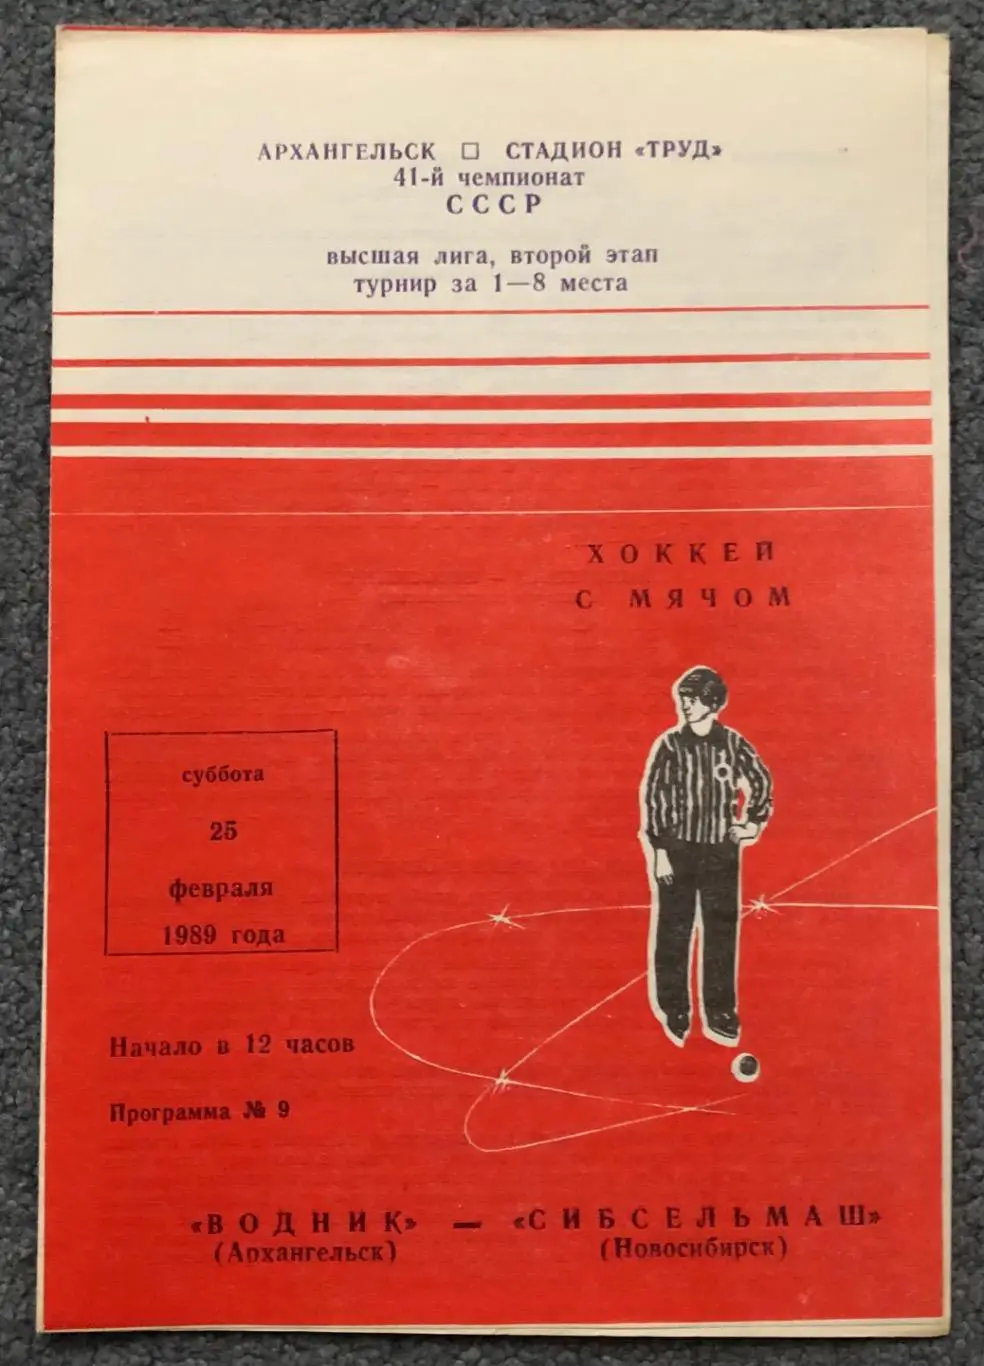 АРХАНГЕЛЬСК □ СТАДИОН «ТРУД»
41-й чемпионат
СССР
высшая лига, второй этап
турнир за 1—8 места
ХОККЕЙ
С МЯЧОМ
суббота
25
февраля
1989 года
Начало в 12 часов
Программа № 9
«ВОДНИК» — «СИБСЕЛЬМАШ»
(Архангельск) (Новосибирск)